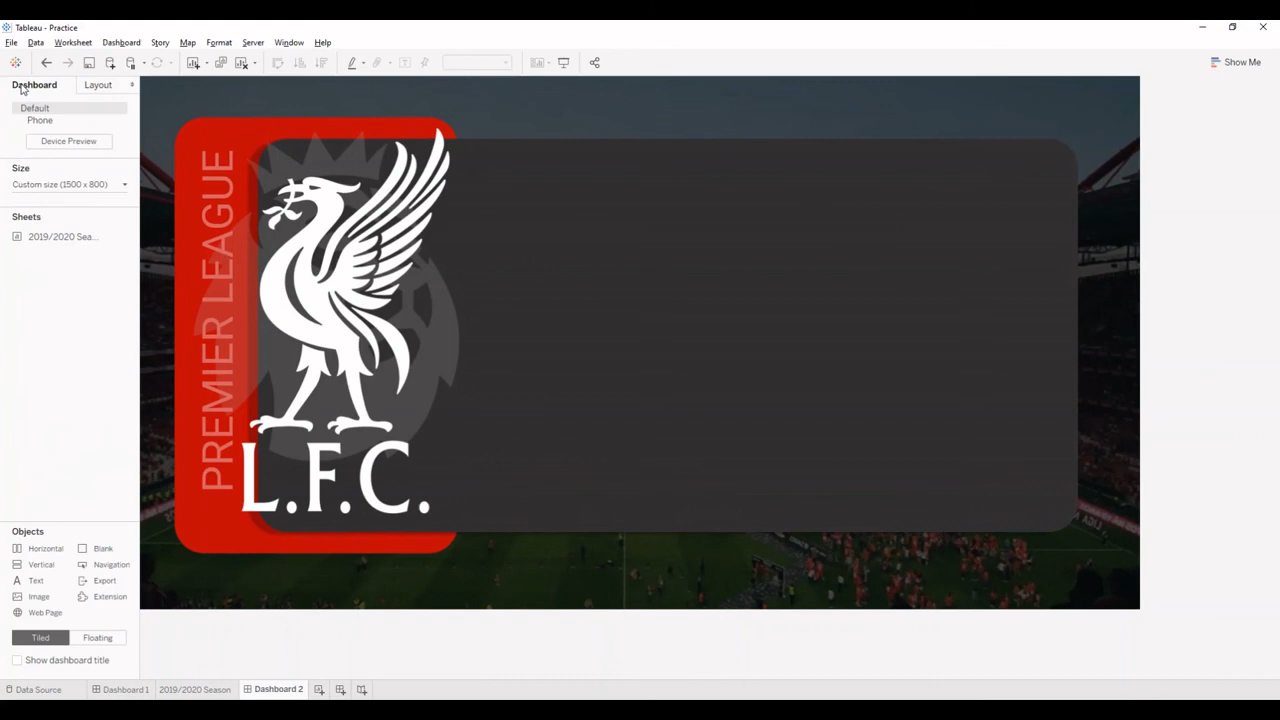 Tableau - Practice
File Data Worksheet Dashboard Story Map Format Server Window Help
Show Me
Dashboard Layout
Default
Phone
Device Preview
Size
Custom size (1500 x 800)
Sheets
2019/2020 Sea...
PREMIER LEAGUE
L.F.C.
Objects
Horizontal Blank
Vertical Navigation
Text Export
Image Extension
Web Page
Tiled Floating
Show dashboard title
Data Source Dashboard 1 2019/2020 Season Dashboard 2